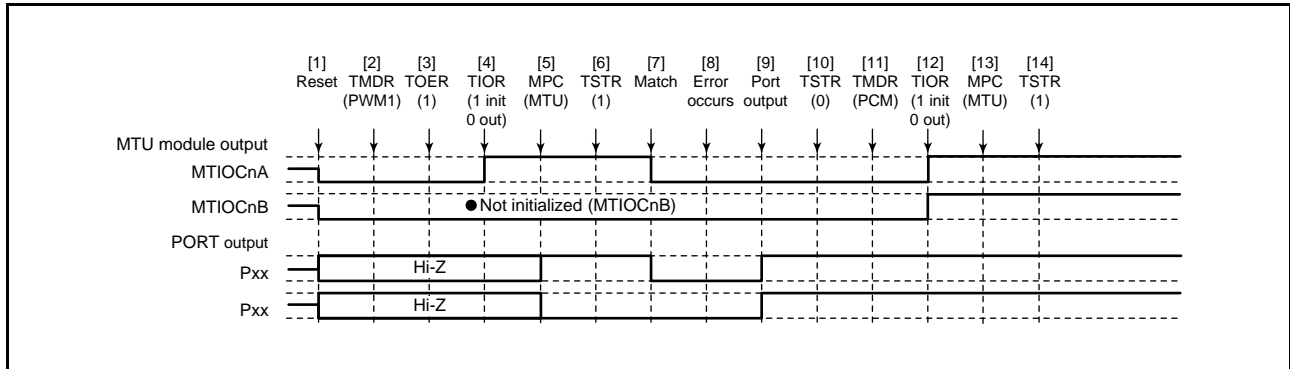 [1] [2] [3] [4] [5] [6] [7] [8] [9] [10] [11] [12] [13] [14]
Reset TMDR TOER TIOR MPC TSTR Match Error Port TSTR TMDR TIOR MPC TSTR
(PWM1) (1) (1 init (MTU) (1) occurs output (0) (PCM) (1 init (MTU) (1)
0 out) 0 out)
MTU module output
MTIOCnA
MTIOCnB ●Not initialized (MTIOCnB)
PORT output
Pxx Hi-Z
Pxx Hi-Z